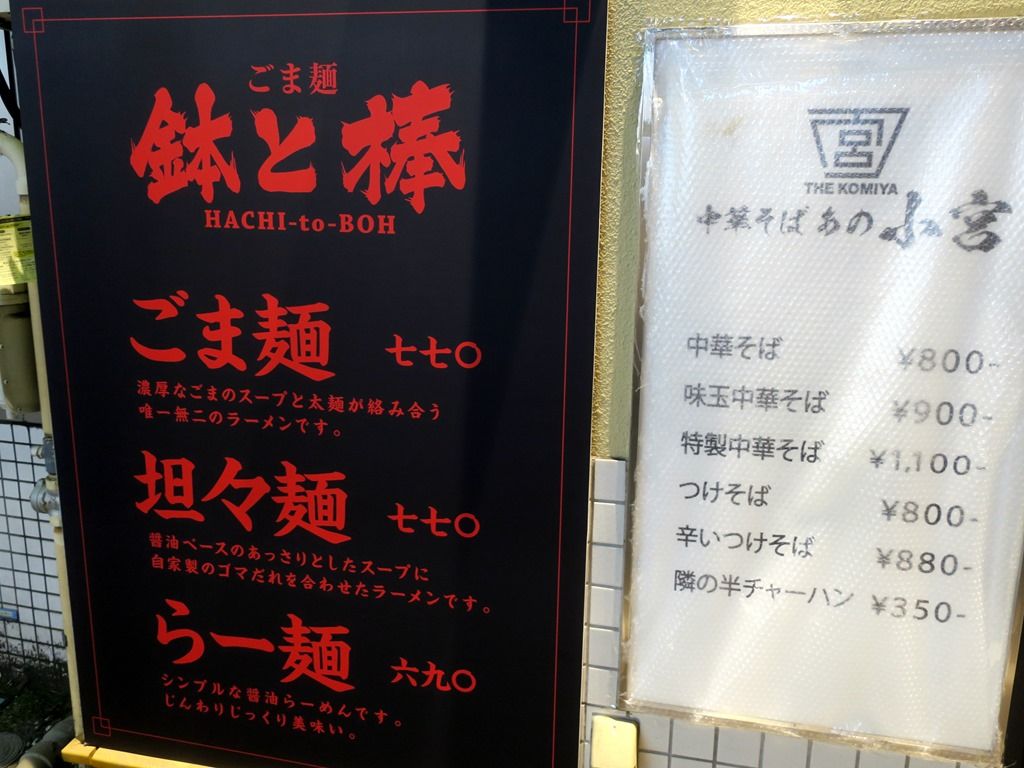 ごま麺
鉢と棒
HACHI-to-BOH
ごま麺 七七〇
濃厚なごまのスープと太麺が絡み合う
唯一無二のラーメンです。
坦々麺 七七〇
醤油ベースのあっさりとしたスープに
自家製のゴマだれを合わせたラーメンです。
らー麺 六九〇
シンプルな醤油らーめんです。
じんわりじっくり美味い。
宮
THE KOMIYA
中華そば あの小宮
中華そば ¥800-
味玉中華そば ¥900-
特製中華そば ¥1,100-
つけそば ¥800-
辛いつけそば ¥880-
隣の半チャーハン ¥350-